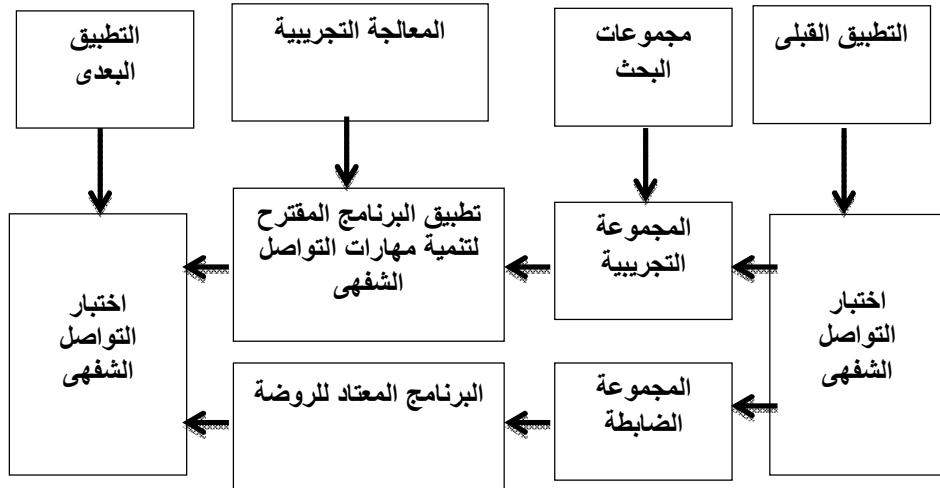 التطبيق القبلى
مجموعات
البحث
المعالجة التجريبية
التطبيق
البعدى
اختبار
التواصل
الشفهى
المجموعة
التجريبية
تطبيق البرنامج المقترح
لتنمية مهارات التواصل
الشفهى
المجموعة
الضابطة
البرنامج المعتاد للروضة
اختبار
التواصل
الشفهى